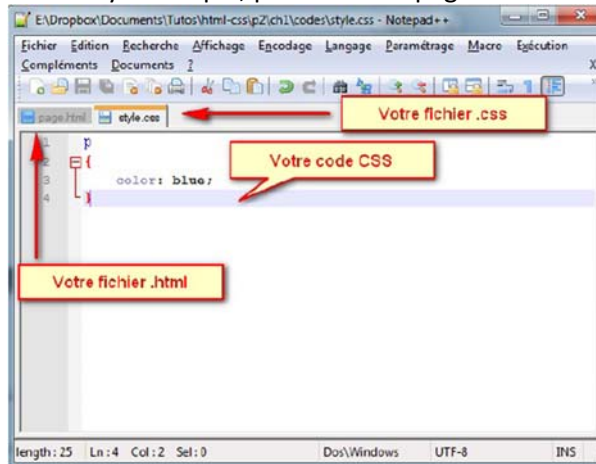 E:\Dropbox\Documents\Tutos\html-css\p2\ch1\codes\style.css - Notepad++
Fichier Edition Recherche Affichage Encodage Langage Paramétrage Macro Exécution
Compléments Documents ? X
page.html style.css
Votre fichier .css
1 p
2 {
Votre code CSS
3 color: blue;
4 }
Votre fichier .html
length : 25 Ln : 4 Col : 2 Sel : 0 Dos\Windows UTF-8 INS